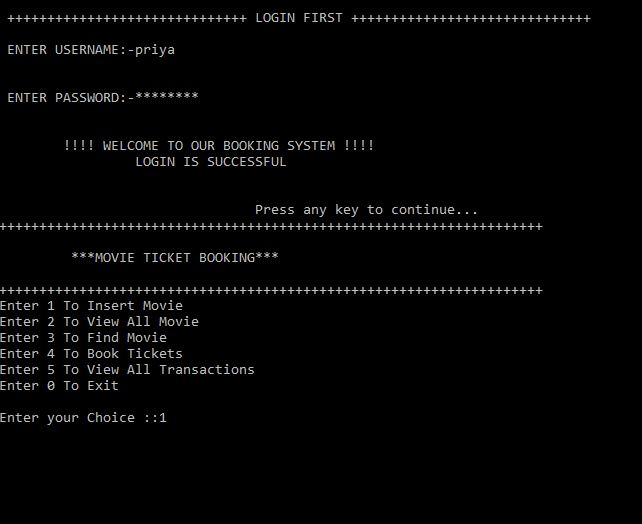 ++++++++++++++++++++++++++++++ LOGIN FIRST ++++++++++++++++++++++++++++++
ENTER USERNAME:-priya
ENTER PASSWORD:-********
!!!! WELCOME TO OUR BOOKING SYSTEM !!!!
LOGIN IS SUCCESSFUL
Press any key to continue...
++++++++++++++++++++++++++++++++++++++++++++++++++++++++++++++++++++
***MOVIE TICKET BOOKING***
++++++++++++++++++++++++++++++++++++++++++++++++++++++++++++++++++++
Enter 1 To Insert Movie
Enter 2 To View All Movie
Enter 3 To Find Movie
Enter 4 To Book Tickets
Enter 5 To View All Transactions
Enter 0 To Exit
Enter your Choice ::1